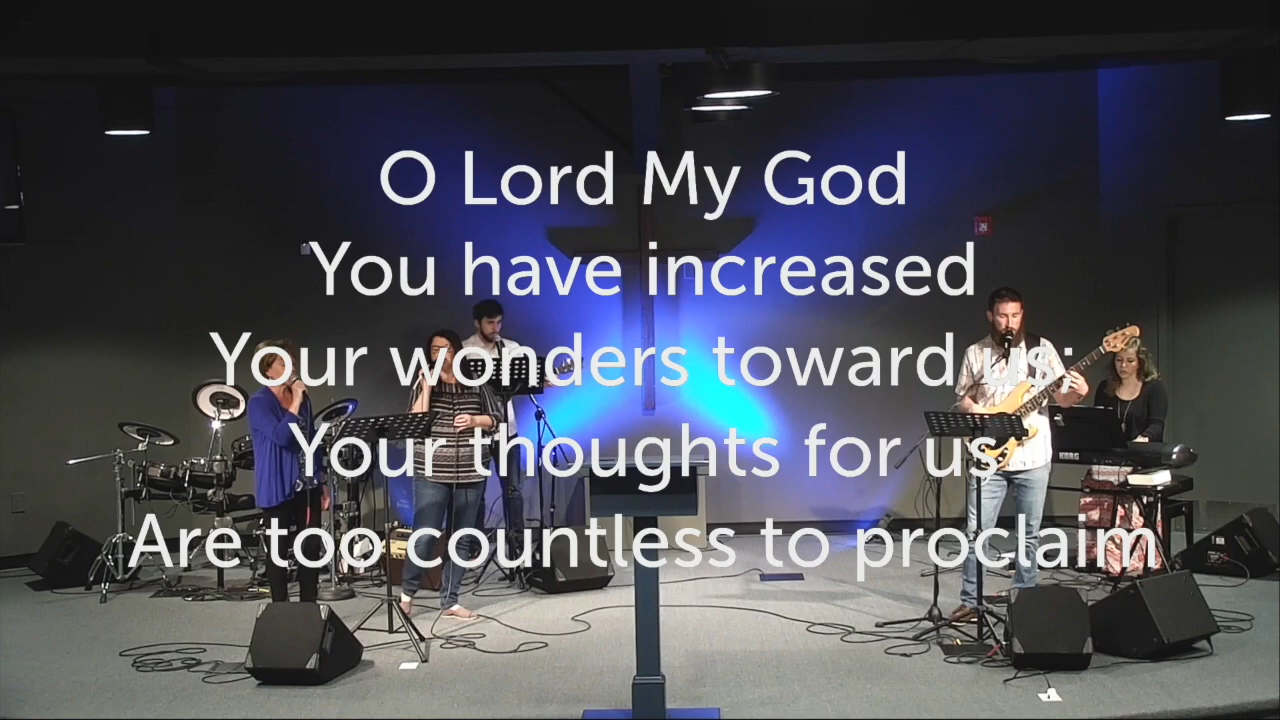 O Lord My God
You have increased
Your wonders toward us;
Your thoughts for us
Are too countless to proclaim
KORG